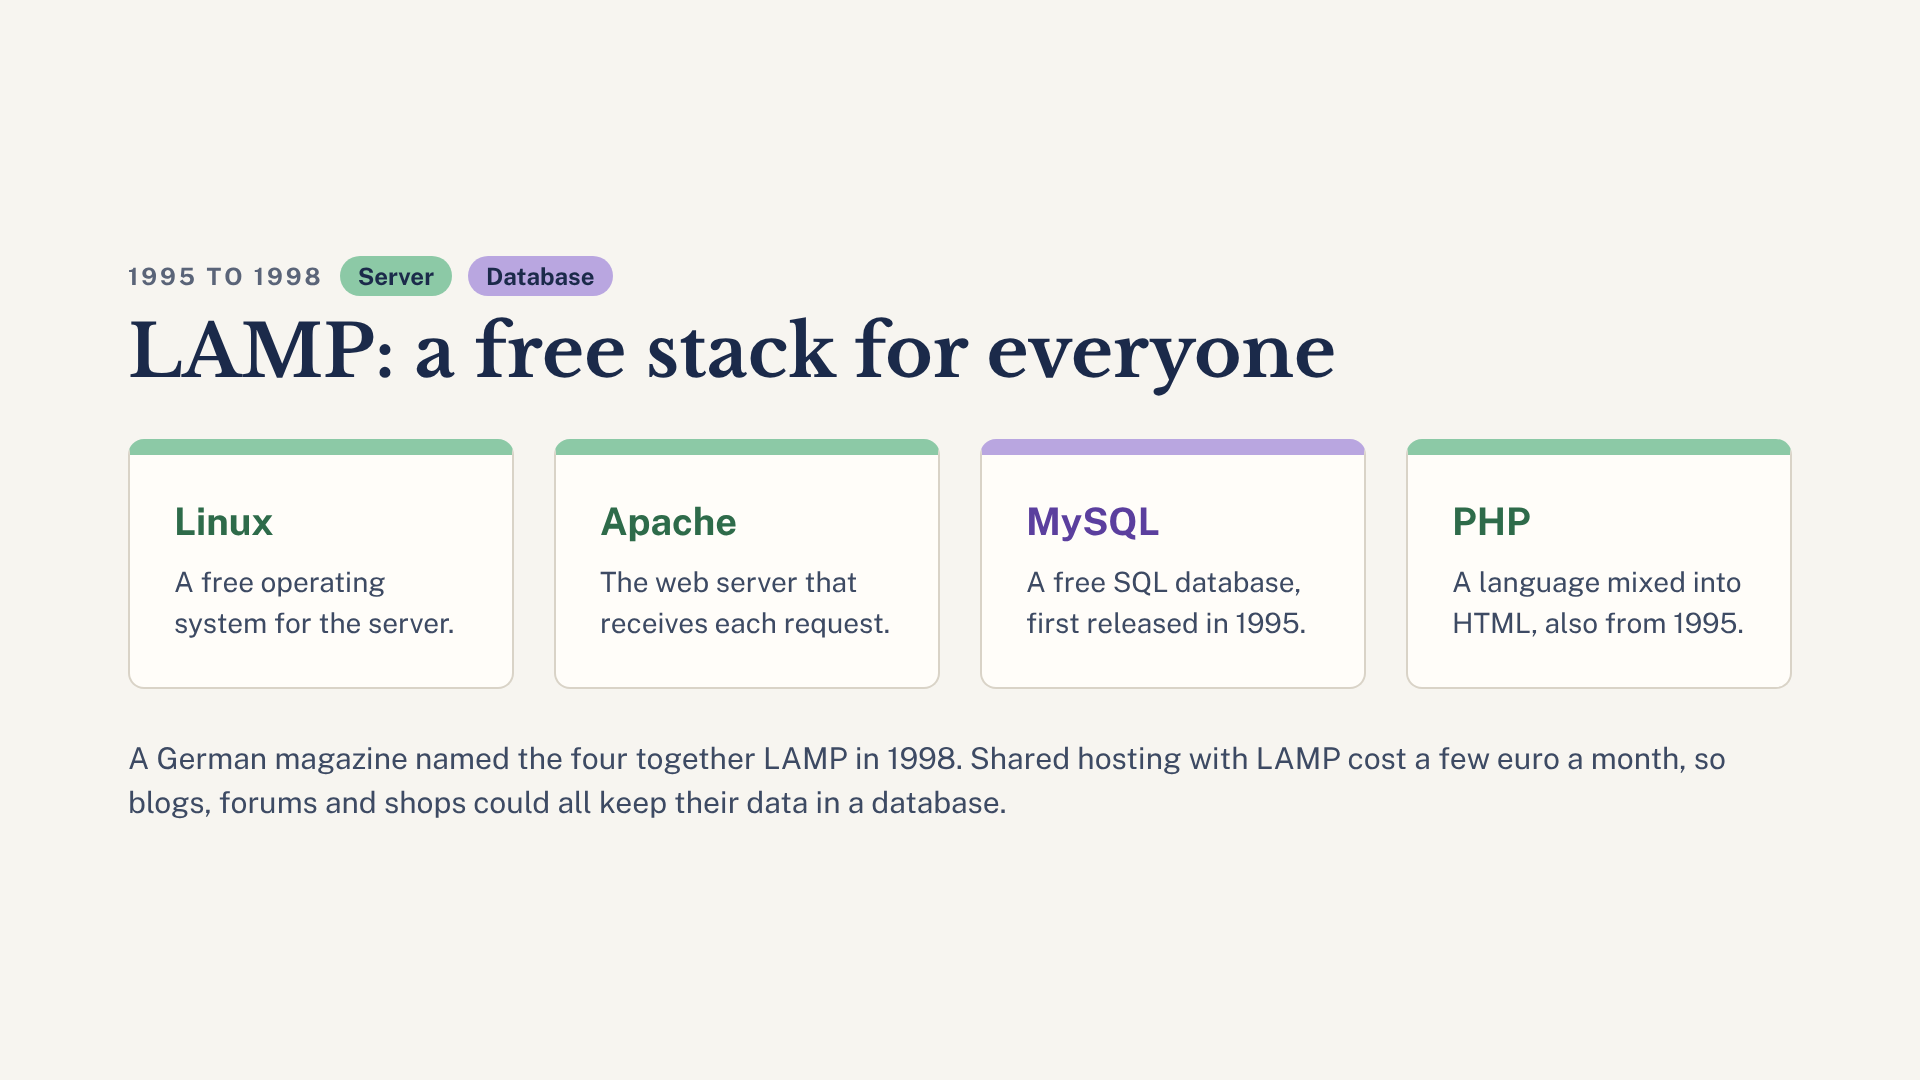 1995 TO 1998 Server Database
LAMP: a free stack for everyone
Linux
A free operating
system for the server.
Apache
The web server that
receives each request.
MySQL
A free SQL database,
first released in 1995.
PHP
A language mixed into
HTML, also from 1995.
A German magazine named the four together LAMP in 1998. Shared hosting with LAMP cost a few euro a month, so
blogs, forums and shops could all keep their data in a database.